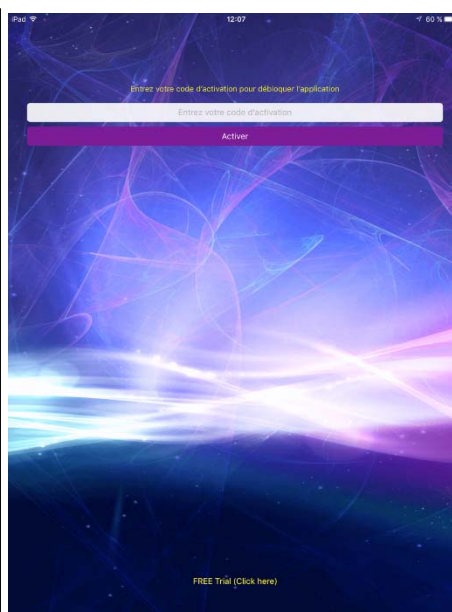 iPad 12:07 60 %
Entrez votre code d'activation pour débloquer l'application
Entrez votre code d'activation
Activer
FREE Trial (Click here)